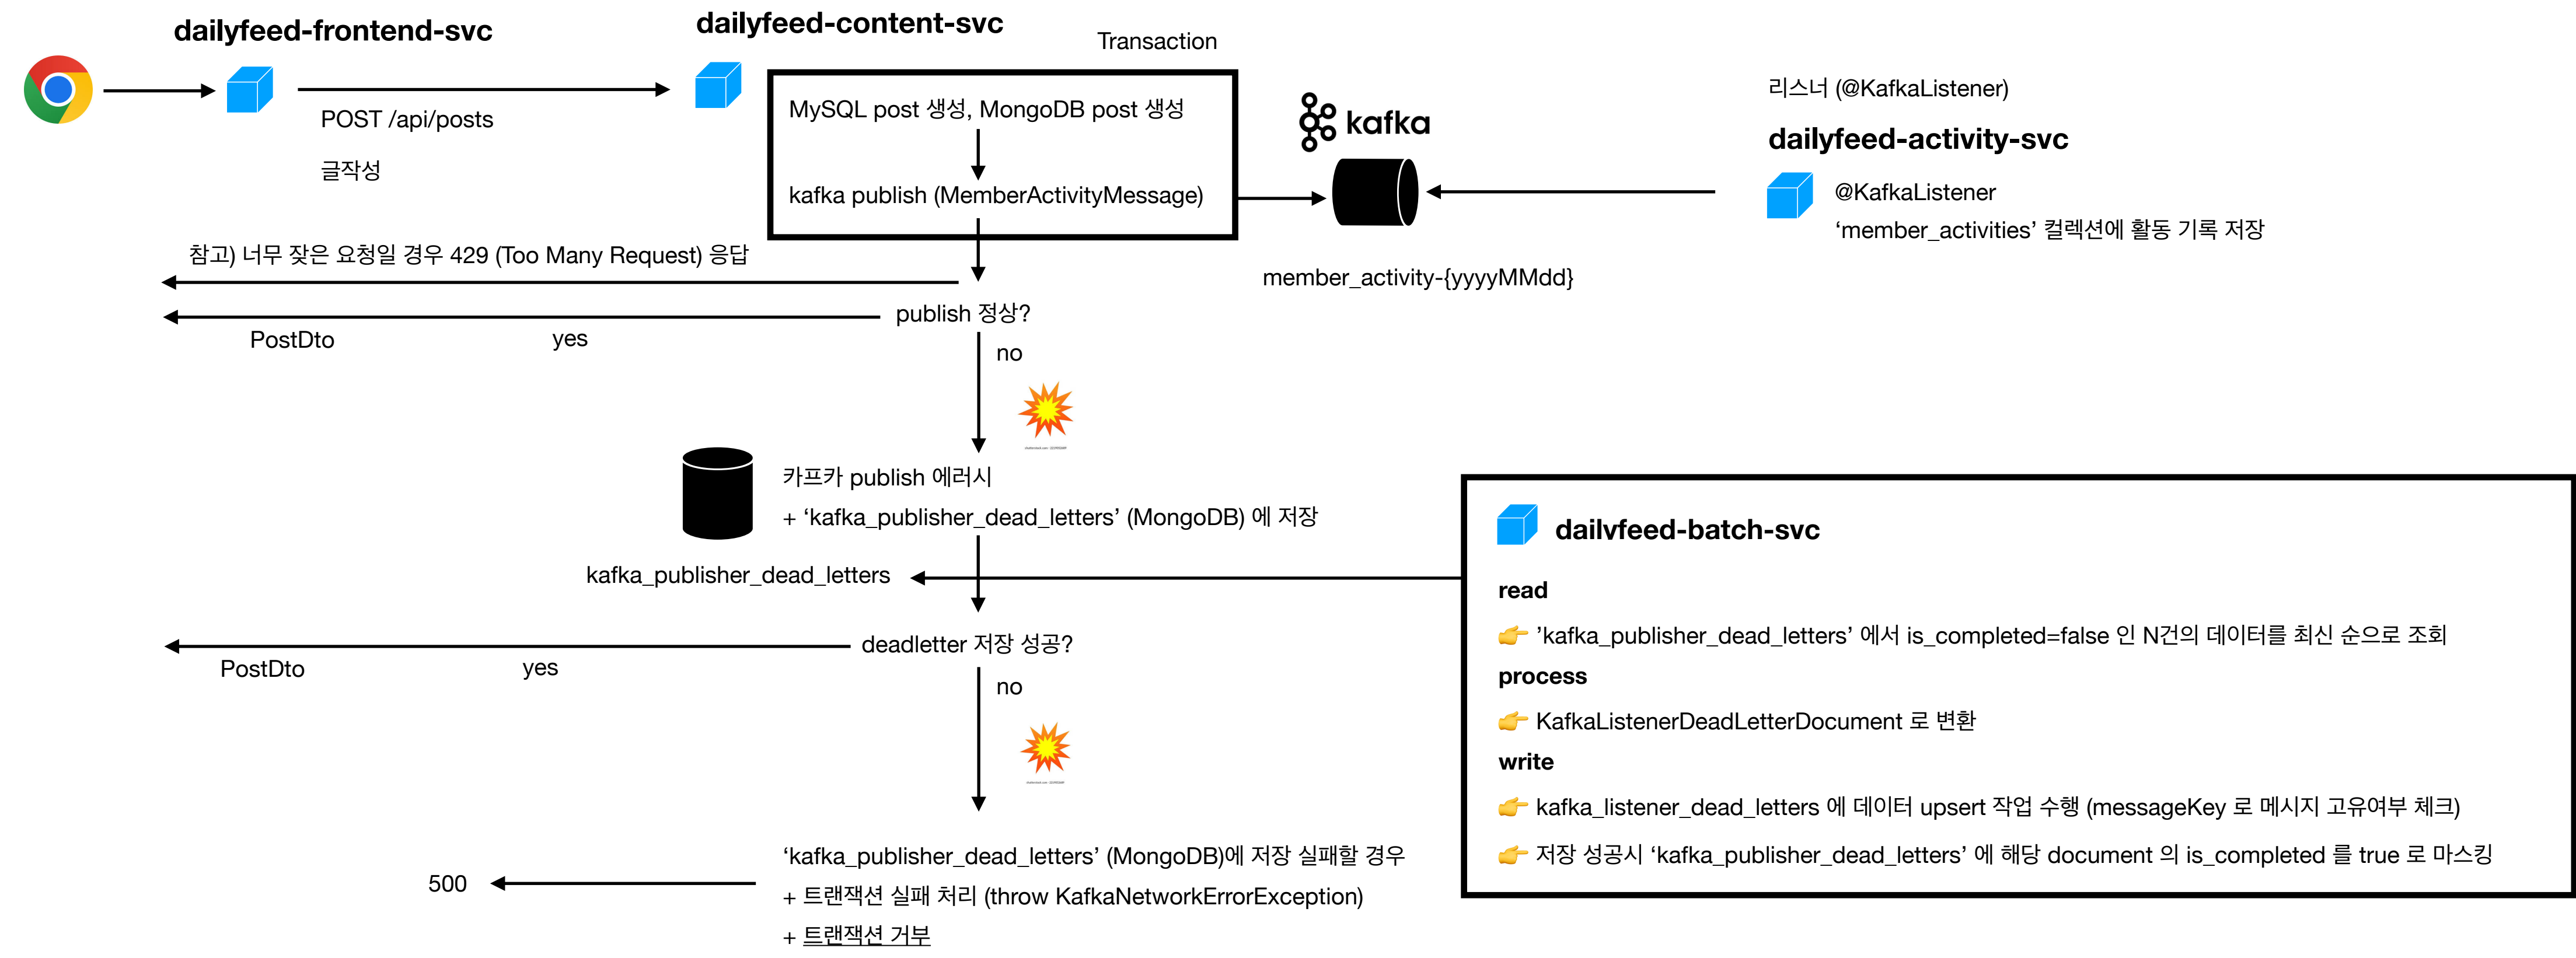 dailyfeed-frontend-svc
dailyfeed-content-svc
Transaction
POST /api/posts
글작성
MySQL post 생성, MongoDB post 생성
kafka publish (MemberActivityMessage)
kafka
member_activity-{yyyyMMdd}
리스너 (@KafkaListener)
dailyfeed-activity-svc
@KafkaListener
‘member_activities’ 컬렉션에 활동 기록 저장
참고) 너무 잦은 요청일 경우 429 (Too Many Request) 응답
publish 정상?
PostDto
yes
no
카프카 publish 에러시
+ ‘kafka_publisher_dead_letters’ (MongoDB) 에 저장
kafka_publisher_dead_letters
deadletter 저장 성공?
PostDto
yes
no
‘kafka_publisher_dead_letters’ (MongoDB)에 저장 실패할 경우
+ 트랜잭션 실패 처리 (throw KafkaNetworkErrorException)
+ 트랜잭션 거부
500
dailyfeed-batch-svc
read
👉 ’kafka_publisher_dead_letters’ 에서 is_completed=false 인 N건의 데이터를 최신 순으로 조회
process
👉 KafkaListenerDeadLetterDocument 로 변환
write
👉 kafka_listener_dead_letters 에 데이터 upsert 작업 수행 (messageKey 로 메시지 고유여부 체크)
👉 저장 성공시 ‘kafka_publisher_dead_letters’ 에 해당 document 의 is_completed 를 true 로 마스킹